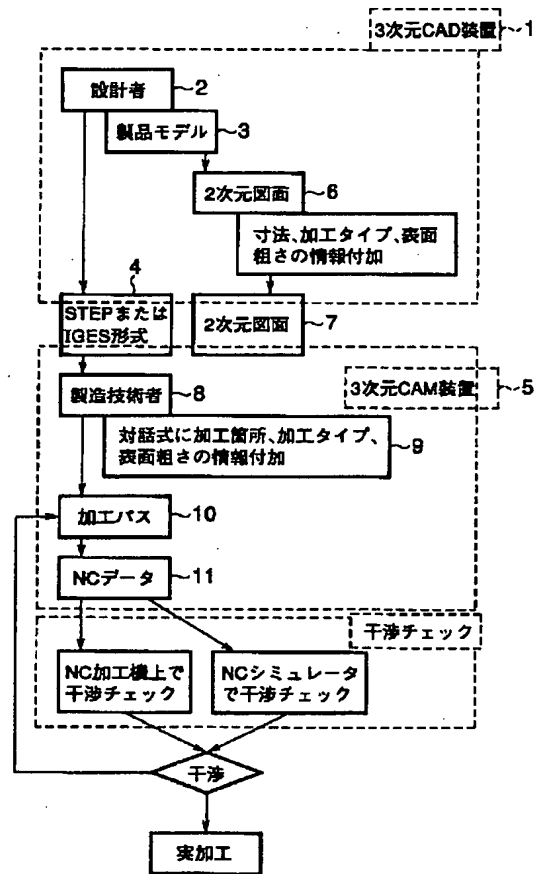 3次元CAD装置 1
設計者 2
製品モデル 3
2次元図面 6
寸法、加工タイプ、表面
粗さの情報付加
4
STEPまたは
IGES形式
2次元図面 7
3次元CAM装置 5
製造技術者 8
対話式に加工箇所、加工タイプ、
表面粗さの情報付加
9
加工パス 10
NCデータ 11
干渉チェック
NC加工機上で
干渉チェック
NCシミュレータ
で干渉チェック
干渉
実加工